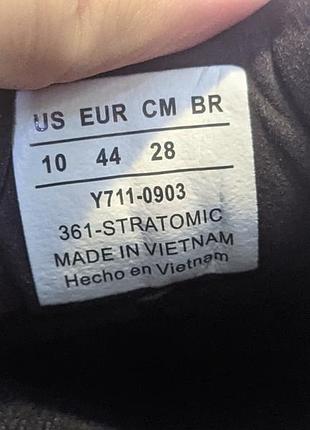 US EUR CM BR
10 44 28
Y711-0903
361-STRATOMIC
MADE IN VIETNAM
Hecho en Vietnam